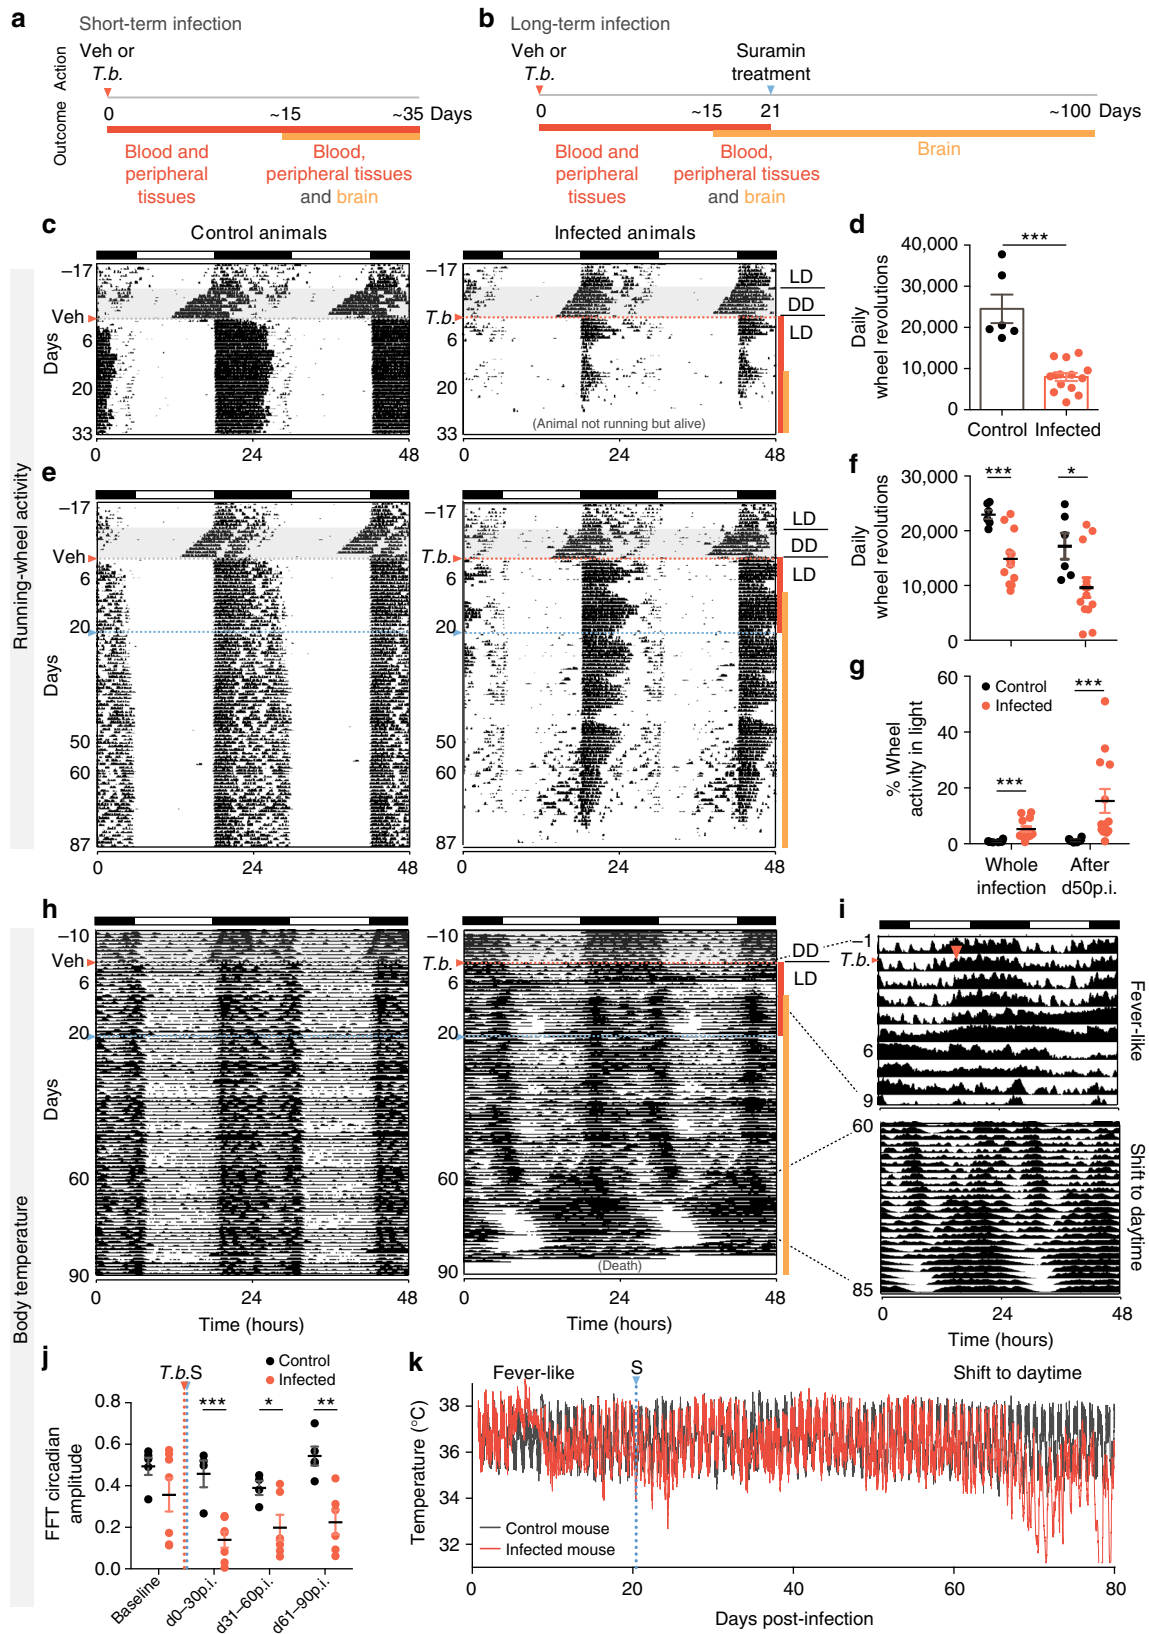 a
Short-term infection
Action
Veh or
T.b.
0
~15
~35 Days
Outcome
Blood and
peripheral
tissues
Blood,
peripheral tissues
and brain
b
Long-term infection
Veh or
T.b.
Suramin
treatment
0
~15
21
~100 Days
Blood and
peripheral
tissues
Blood,
peripheral tissues
and brain
Brain
Running-wheel activity
c
Control animals
Infected animals
Days
−17
Veh
6
20
33
0
24
48
−17
T.b.
6
20
33
(Animal not running but alive)
0
24
48
LD
DD
LD
d
Daily
wheel revolutions
40,000
30,000
20,000
10,000
0
***
Control
Infected
e
Days
−17
Veh
6
20
50
60
87
0
24
48
−17
T.b.
6
20
50
60
87
0
24
48
LD
DD
LD
f
Daily
wheel revolutions
30,000
20,000
10,000
0
***
*
g
% Wheel
activity in light
60
40
20
0
Control
Infected
***
***
Whole
infection
After
d50p.i.
Body temperature
h
Days
−10
Veh
6
20
60
90
0
24
48
Time (hours)
−10
T.b.
6
20
60
90
(Death)
0
24
48
Time (hours)
DD
LD
i
−1
T.b.
6
9
0
24
48
Fever-like
60
85
0
24
48
Time (hours)
Shift to daytime
j
T.b.S
Control
Infected
FFT circadian
amplitude
0.8
0.6
0.4
0.2
0.0
***
*
**
Baseline
d0–30p.i.
d31–60p.i.
d61–90p.i.
k
Fever-like
S
Shift to daytime
Temperature (°C)
38
36
34
32
Control mouse
Infected mouse
0
20
40
60
80
Days post-infection